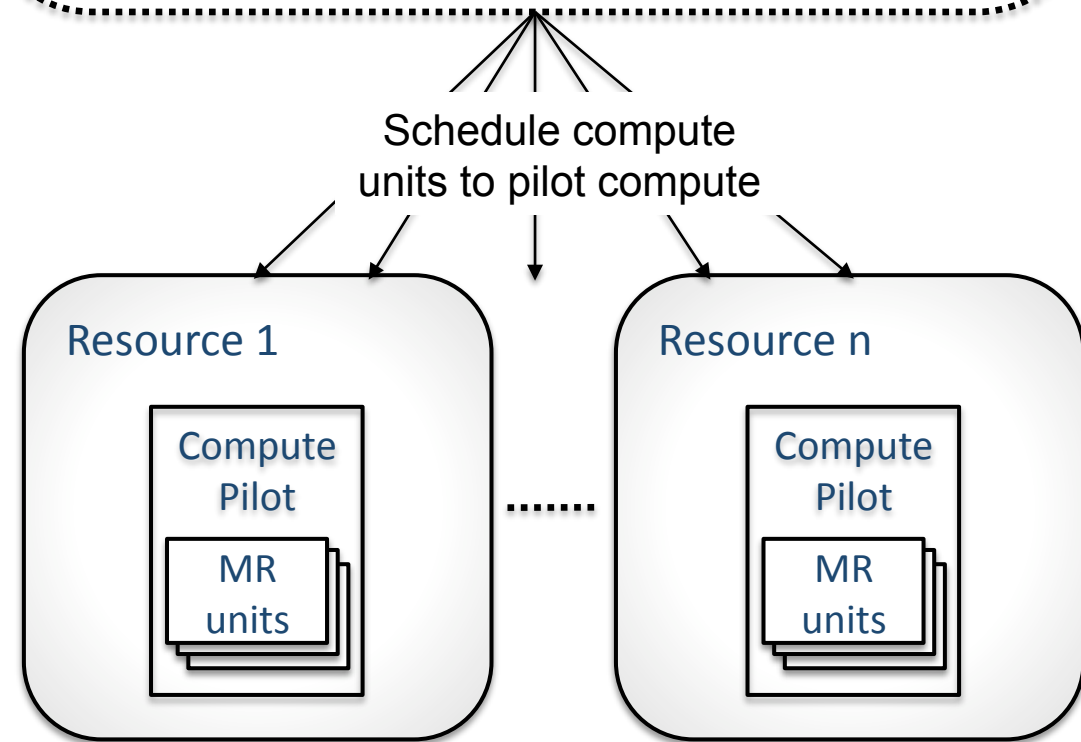 Schedule compute
units to pilot compute
Resource 1
Resource n
Compute
Pilot
MR
units
Compute
Pilot
MR
units